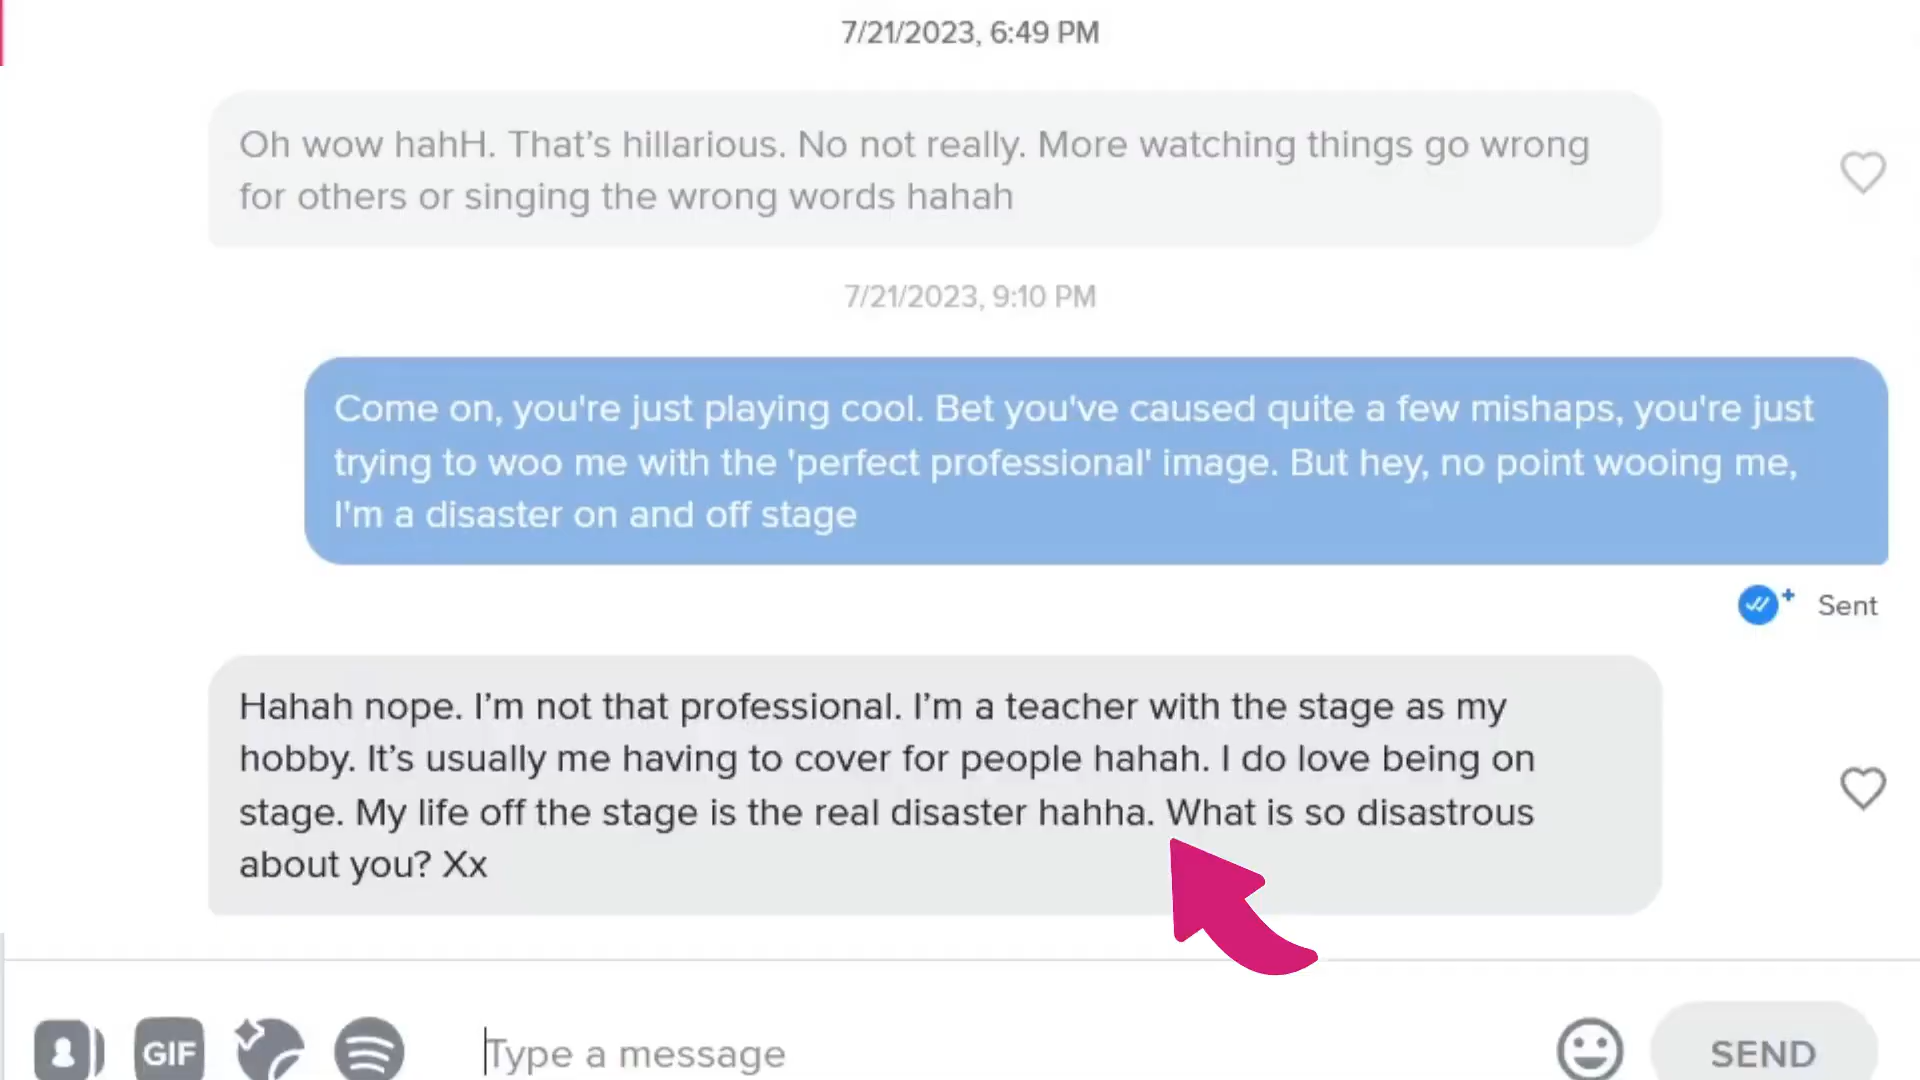 7/21/2023, 6:49 PM
Oh wow hahH. That’s hillarious. No not really. More watching things go wrong
for others or singing the wrong words hahah
7/21/2023, 9:10 PM
Come on, you're just playing cool. Bet you've caused quite a few mishaps, you're just
trying to woo me with the 'perfect professional' image. But hey, no point wooing me,
I'm a disaster on and off stage
Sent
Hahah nope. I’m not that professional. I’m a teacher with the stage as my
hobby. It’s usually me having to cover for people hahah. I do love being on
stage. My life off the stage is the real disaster hahha. What is so disastrous
about you? Xx
GIF
Type a message
SEND